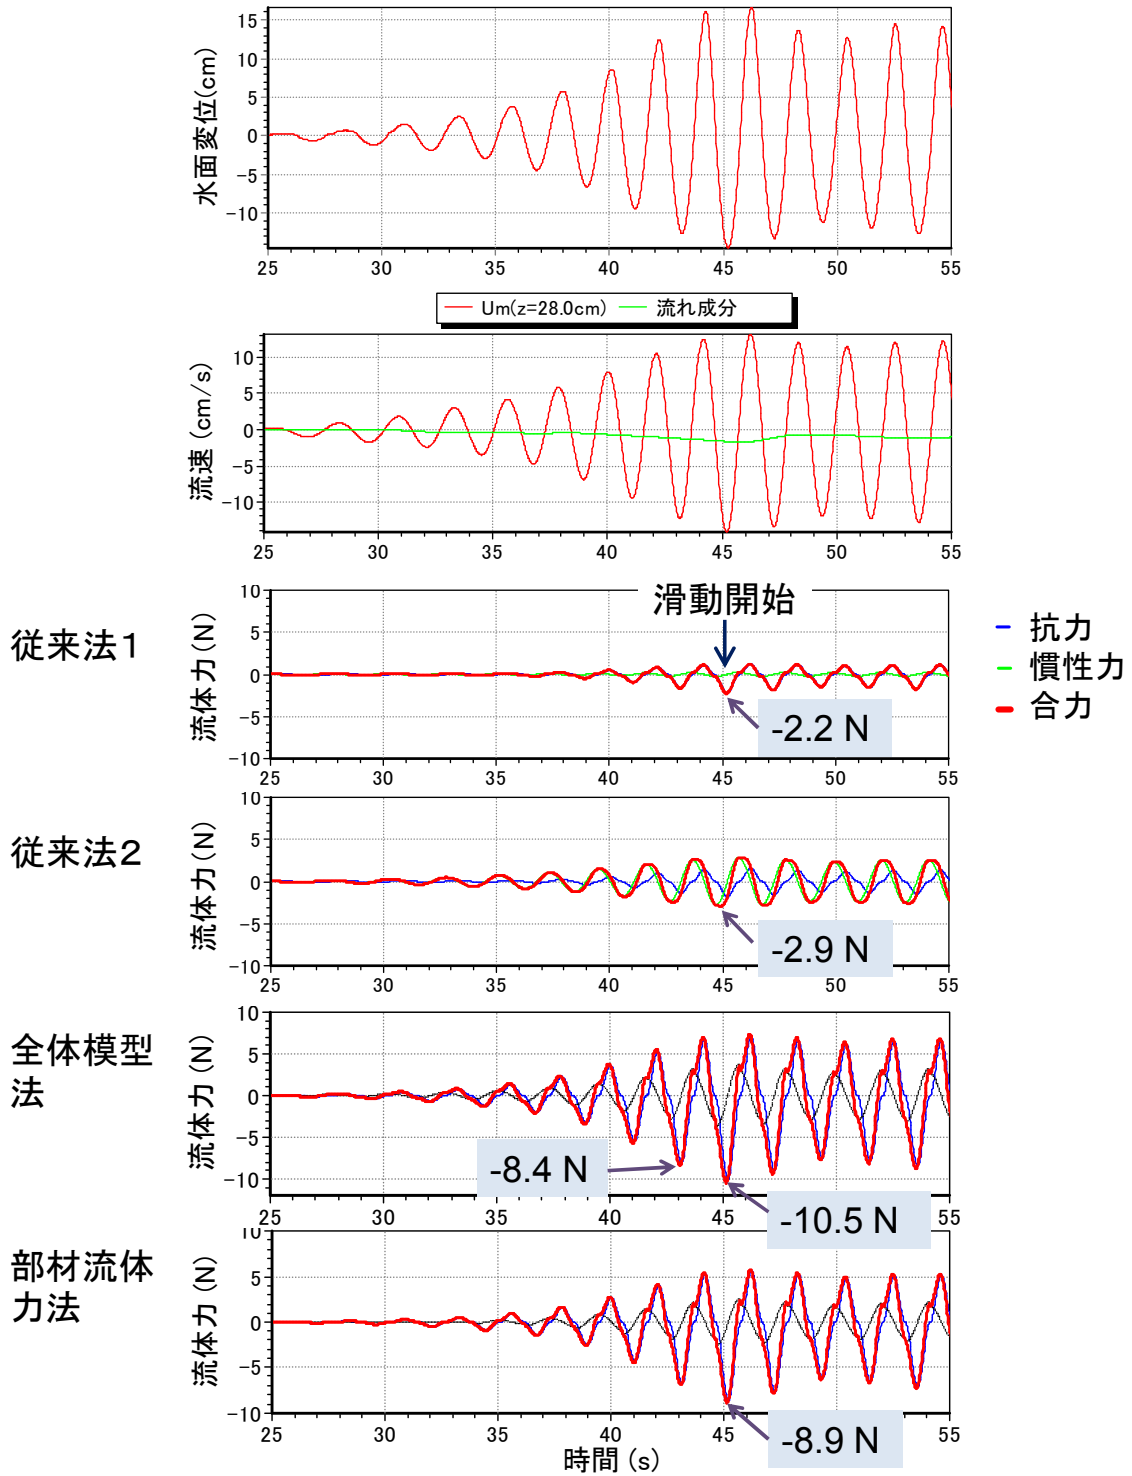 水面変位(cm)
15
10
5
0
-5
-10
25 30 35 40 45 50 55
Um(z=28.0cm) 流れ成分
流速 (cm/s)
10
5
0
-5
-10
25 30 35 40 45 50 55
従来法1
流体力 (N)
10
5
0
-5
-10
滑動開始
-2.2 N
抗力
慣性力
合力
25 30 35 40 45 50 55
従来法2
流体力 (N)
10
5
0
-5
-10
-2.9 N
25 30 35 40 45 50 55
全体模型
法
流体力 (N)
10
5
0
-5
-10
-8.4 N
-10.5 N
25 30 35 40 45 50 55
部材流体
力法
流体力 (N)
10
5
0
-5
-10
-8.9 N
25 30 35 40 45 50 55
時間 (s)